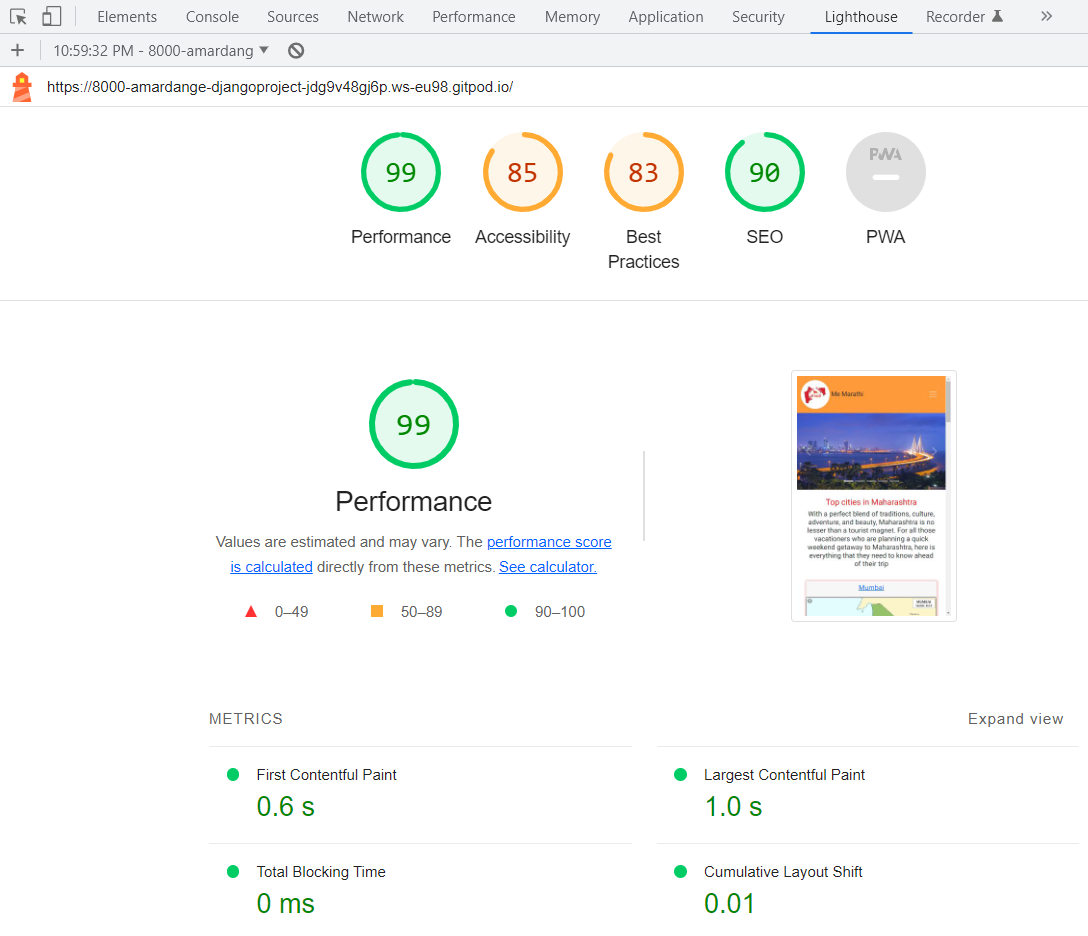 Elements Console Sources Network Performance Memory Application Security Lighthouse Recorder
10:59:32 PM - 8000-amardang
https://8000-amardange-djangoproject-jdg9v48gj6p.ws-eu98.gitpod.io/
99 85 83 90 PWA
Performance Accessibility Best Practices SEO PWA
99
Performance
Values are estimated and may vary. The performance score
is calculated directly from these metrics. See calculator.
0–49 50–89 90–100
Me Marathi
Top cities in Maharashtra
With a perfect blend of traditions, culture,
adventure, and beauty, Maharashtra is no
lesser than a tourist magnet. For all those
vacationers who are planning a quick
weekend getaway to Maharashtra, here is
everything that they need to know ahead
of their trip
Mumbai
METRICS Expand view
First Contentful Paint
0.6 s
Largest Contentful Paint
1.0 s
Total Blocking Time
0 ms
Cumulative Layout Shift
0.01